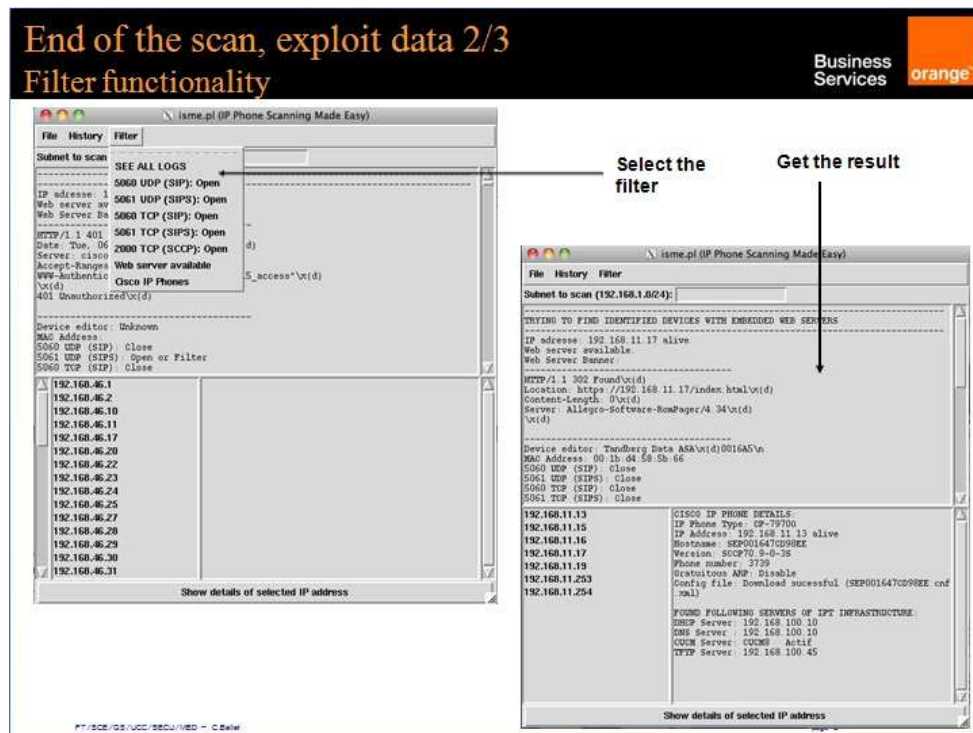 End of the scan, exploit data 2/3
Filter functionality
Business
Services
orange™
isme.pl (IP Phone Scanning Made Easy)
File History Filter
Subnet to scan
SEE ALL LOGS
5060 UDP (SIP): Open
5061 UDP (SIPS): Open
5060 TCP (SIP): Open
5061 TCP (SIPS): Open
2000 TCP (SCCP): Open
Web server available
Cisco IP Phones
IP adresse: 1
Web server av
Web Server Ba
HTTP/1.1 401
Date: Tue, 06 d)
Server: cisco
Accept-Ranges
WWW-Authentic 5_access"\x(d)
\x(d)
401 Unauthorized\x(d)
Device editor: Unknown
MAC Address:
5060 UDP (SIP): Close
5061 UDP (SIPS): Open or Filter
5060 TCP (SIP): Close
192.168.46.1
192.168.46.2
192.168.46.10
192.168.46.11
192.168.46.17
192.168.46.20
192.168.46.22
192.168.46.23
192.168.46.24
192.168.46.25
192.168.46.27
192.168.46.28
192.168.46.29
192.168.46.30
192.168.46.31
Show details of selected IP address
Select the
filter
Get the result
isme.pl (IP Phone Scanning Made Easy)
File History Filter
Subnet to scan (192.168.1.0/24):
TRYING TO FIND IDENTIFIED DEVICES WITH EMBEDDED WEB SERVERS
IP adresse: 192.168.11.17 alive.
Web server available.
Web Server Banner:
HTTP/1.1 302 Found\x(d)
Location: https://192.168.11.17/index.html\x(d)
Content-Length: 0\x(d)
Server: Allegro-Software-RomPager/4.34\x(d)
\x(d)
Device editor: Tandberg Data ASA\x(d)0016A5\n
MAC Address: 00:1b:d4:58:5b:66
5060 UDP (SIP): Close
5061 UDP (SIPS): Close
5060 TCP (SIP): Close
5061 TCP (SIPS): Close
192.168.11.13
192.168.11.15
192.168.11.16
192.168.11.17
192.168.11.19
192.168.11.253
192.168.11.254
CISCO IP PHONE DETAILS:
IP Phone Type: CP-7970G
IP Address: 192.168.11.13 alive
Hostname: SEP001647CD98EE
Version: SCCP70.9-0-3S
Phone number: 3739
Gratuitous ARP: Disable
Config file: Download sucessful (SEP001647CD98EE.cnf
.xml)
FOUND FOLLOWING SERVERS OF IPT INFRASTRUCTURE:
DHCP Server: 192.168.100.10
DNS Server : 192.168.100.10
CUCM Server: CUCM8 Actif
TFTP Server: 192.168.100.45
Show details of selected IP address
FT/SCE/GS/UCC/SECU/MED – C.Bailet